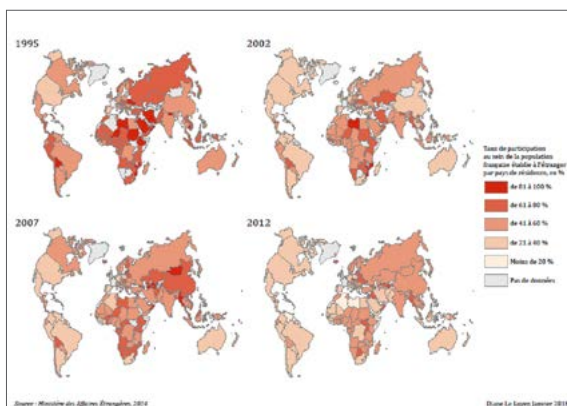 1995
2002
Taux de participation
au sein de la population
française établie à l'étranger
par pays de résidence, en %
de 81 à 100 %
de 61 à 80 %
de 41 à 60 %
de 21 à 40 %
Moins de 20 %
Pas de données
2007
2012
Source : Ministère des Affaires Étrangères, 2014
Janvier